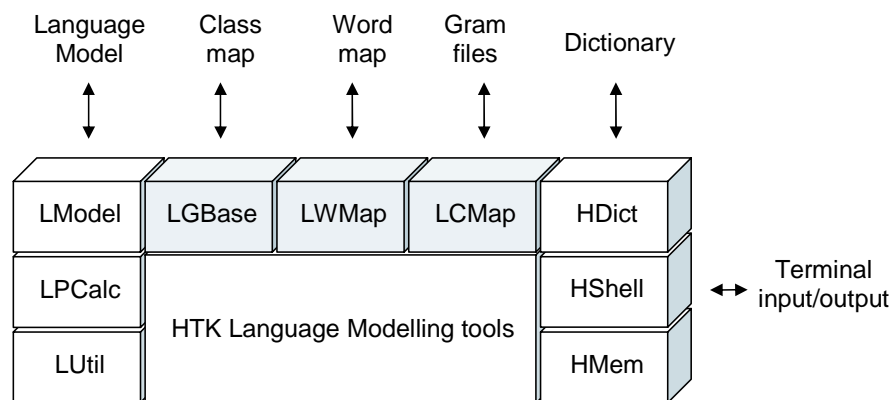 Language
Model
Class
map
Word
map
Gram
files
Dictionary
LModel
LGBase
LWMap
LCMap
HDict
LPCalc
HShell
Terminal
input/output
HTK Language Modelling tools
LUtil
HMem